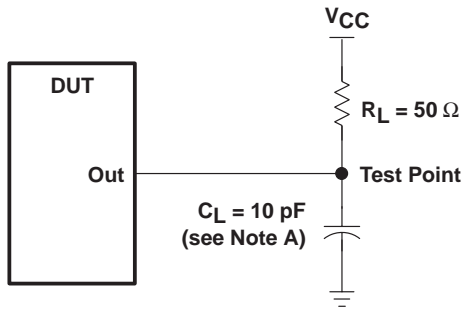 VCC
DUT
RL = 50 Ω
Out
Test Point
CL = 10 pF
(see Note A)